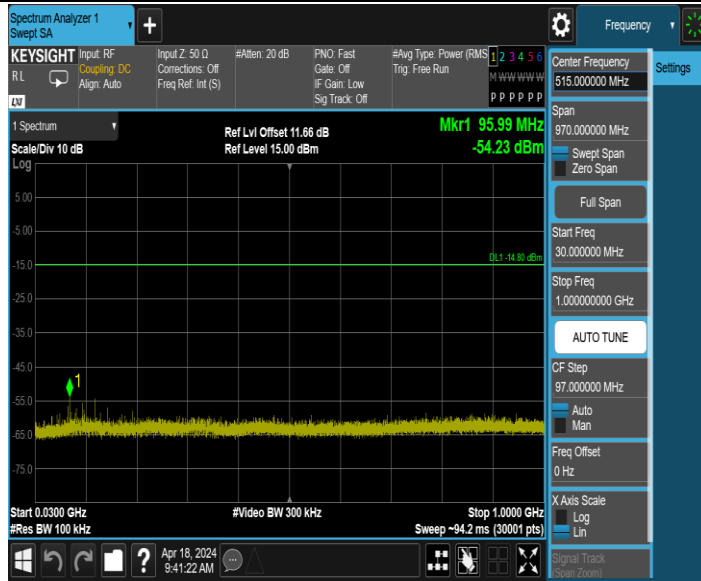 Spectrum Analyzer 1
Swept SA
Frequency
KEYSIGHT
RL
LXI
Input: RF
Coupling: DC
Align: Auto
Input Z: 50 Ω
Corrections: Off
Freq Ref: Int (S)
#Atten: 20 dB
PNO: Fast
Gate: Off
IF Gain: Low
Sig Track: Off
#Avg Type: Power (RMS
Trig: Free Run
1 2 3 4 5 6
M W W W W W
P P P P P P
Center Frequency
515.000000 MHz
Settings
Span
970.000000 MHz
Swept Span
Zero Span
Full Span
Start Freq
30.000000 MHz
Stop Freq
1.000000000 GHz
AUTO TUNE
CF Step
97.000000 MHz
Auto
Man
Freq Offset
0 Hz
X Axis Scale
Log
Lin
Signal Track
(Span Zoom)
1 Spectrum
Scale/Div 10 dB
Log
Ref Lvl Offset 11.66 dB
Ref Level 15.00 dBm
Mkr1 95.99 MHz
-54.23 dBm
5.00
-5.00
-15.0
DL1 -14.80 dBm
-25.0
-35.0
-45.0
1
-55.0
-65.0
-75.0
Start 0.0300 GHz
#Video BW 300 kHz
Stop 1.0000 GHz
#Res BW 100 kHz
Sweep ~94.2 ms (30001 pts)
?
Apr 18, 2024
9:41:22 AM